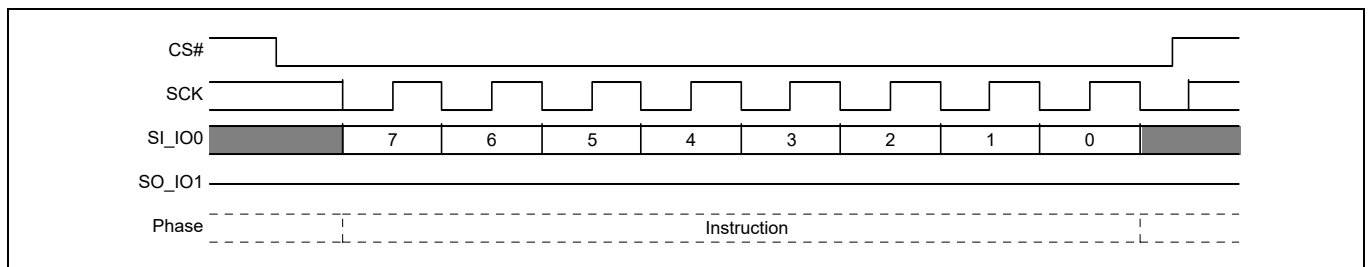 CS#
SCK
SI_IO0 7 6 5 4 3 2 1 0
SO_IO1
Phase Instruction